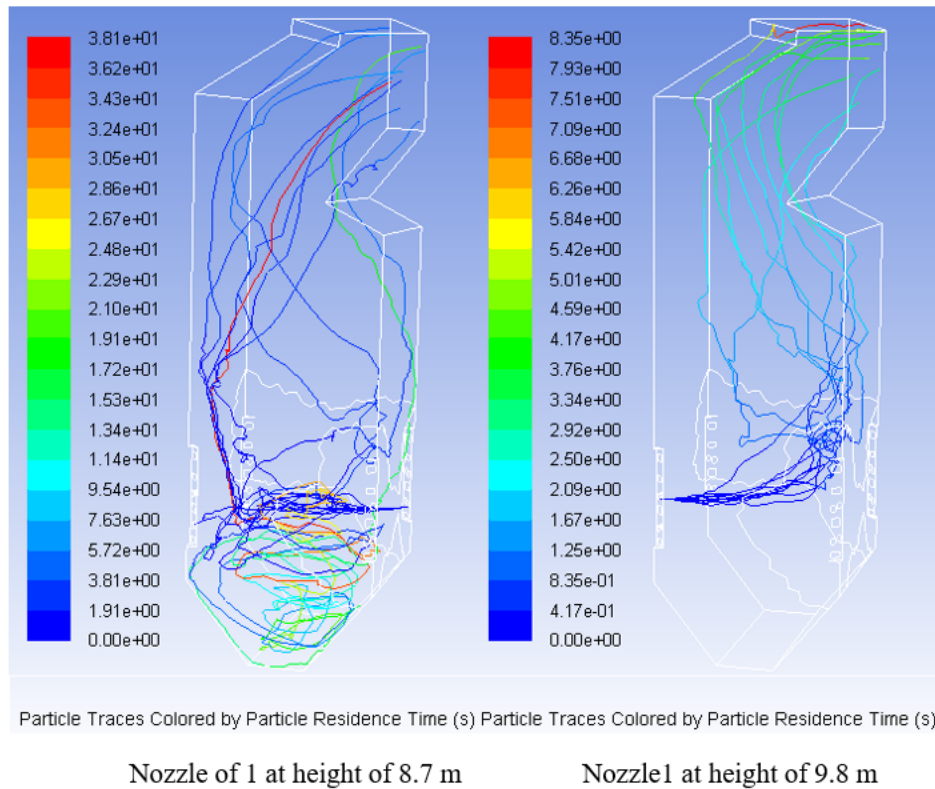 3.81e+01
3.62e+01
3.43e+01
3.24e+01
3.05e+01
2.86e+01
2.67e+01
2.48e+01
2.29e+01
2.10e+01
1.91e+01
1.72e+01
1.53e+01
1.34e+01
1.14e+01
9.54e+00
7.63e+00
5.72e+00
3.81e+00
1.91e+00
0.00e+00
8.35e+00
7.93e+00
7.51e+00
7.09e+00
6.68e+00
6.26e+00
5.84e+00
5.42e+00
5.01e+00
4.59e+00
4.17e+00
3.76e+00
3.34e+00
2.92e+00
2.50e+00
2.09e+00
1.67e+00
1.25e+00
8.35e-01
4.17e-01
0.00e+00
Particle Traces Colored by Particle Residence Time (s)
Particle Traces Colored by Particle Residence Time (s)
Nozzle of 1 at height of 8.7 m
Nozzle1 at height of 9.8 m